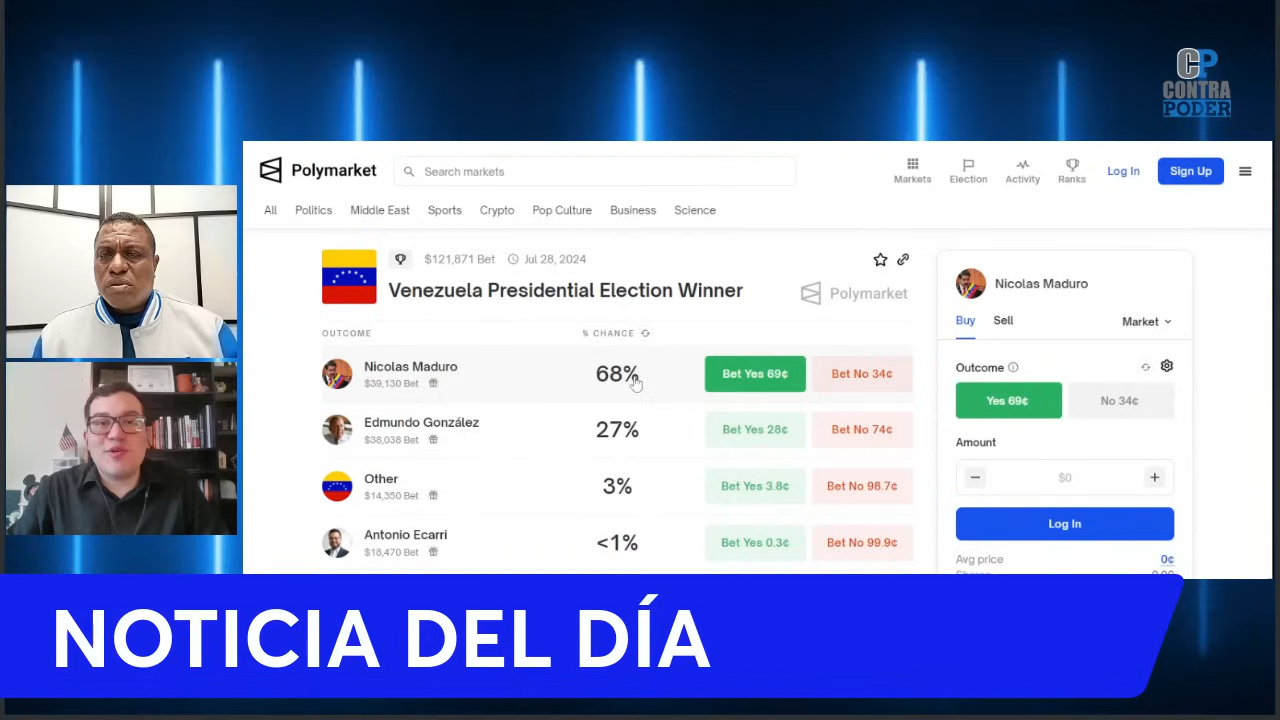 CP
CONTRA
PODER
Polymarket
Search markets
Markets
Election
Activity
Ranks
Log In
Sign Up
All Politics Middle East Sports Crypto Pop Culture Business Science
$121,871 Bet Jul 28, 2024
Venezuela Presidential Election Winner
Polymarket
OUTCOME % CHANCE
Nicolas Maduro
$39,130 Bet
68%
Bet Yes 69¢
Bet No 34¢
Edmundo González
$38,038 Bet
27%
Bet Yes 28¢
Bet No 74¢
Other
$14,350 Bet
3%
Bet Yes 3.8¢
Bet No 98.7¢
Antonio Ecarri
$18,470 Bet
<1%
Bet Yes 0.3¢
Bet No 99.9¢
Nicolas Maduro
Buy Sell Market
Outcome
Yes 69¢ No 34¢
Amount
$0
Log In
Avg price 0¢
NOTICIA DEL DÍA